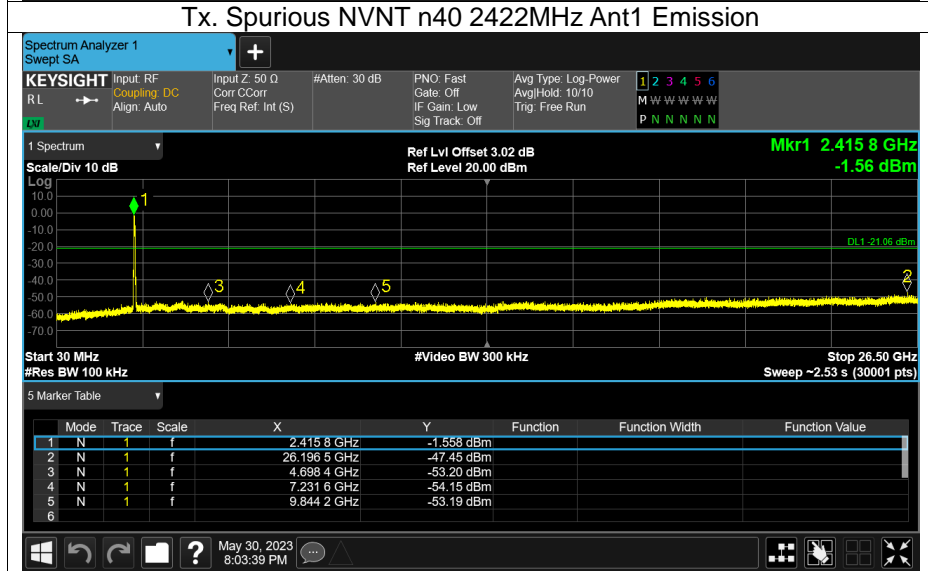 Tx. Spurious NVNT n40 2422MHz Ant1 Emission
Spectrum Analyzer 1
Swept SA
+
KEYSIGHT Input: RF Input Z: 50 Ω #Atten: 30 dB PNO: Fast Avg Type: Log-Power 1 2 3 4 5 6
RL Coupling: DC Corr CCorr Gate: Off Avg|Hold: 10/10 M W W W W W
Align: Auto Freq Ref: Int (S) IF Gain: Low Trig: Free Run
LXI Sig Track: Off P N N N N N
1 Spectrum Ref Lvl Offset 3.02 dB Mkr1 2.415 8 GHz
Scale/Div 10 dB Ref Level 20.00 dBm -1.56 dBm
Log
10.0 1
0.00
-10.0
-20.0 DL1 -21.06 dBm
-30.0
-40.0 3 4 5 2
-50.0
-60.0
-70.0
Start 30 MHz #Video BW 300 kHz Stop 26.50 GHz
#Res BW 100 kHz Sweep ~2.53 s (30001 pts)
5 Marker Table
Mode Trace Scale X Y Function Function Width Function Value
1 N 1 f 2.415 8 GHz -1.558 dBm
2 N 1 f 26.196 5 GHz -47.45 dBm
3 N 1 f 4.698 4 GHz -53.20 dBm
4 N 1 f 7.231 6 GHz -54.15 dBm
5 N 1 f 9.844 2 GHz -53.19 dBm
6
? May 30, 2023
8:03:39 PM